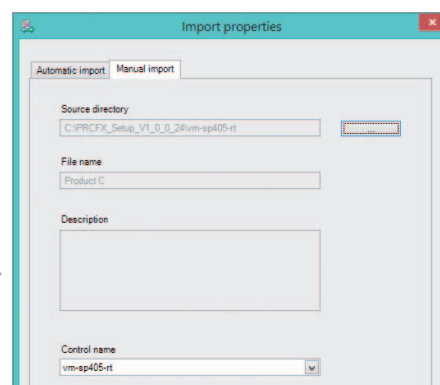 Import properties
x
Automatic import Manual import
Source directory
C:\PRCFX_Setup_V1_0_0_24\vm-sp405-rt
...
File name
Product C
Description
Control name
vm-sp405-rt